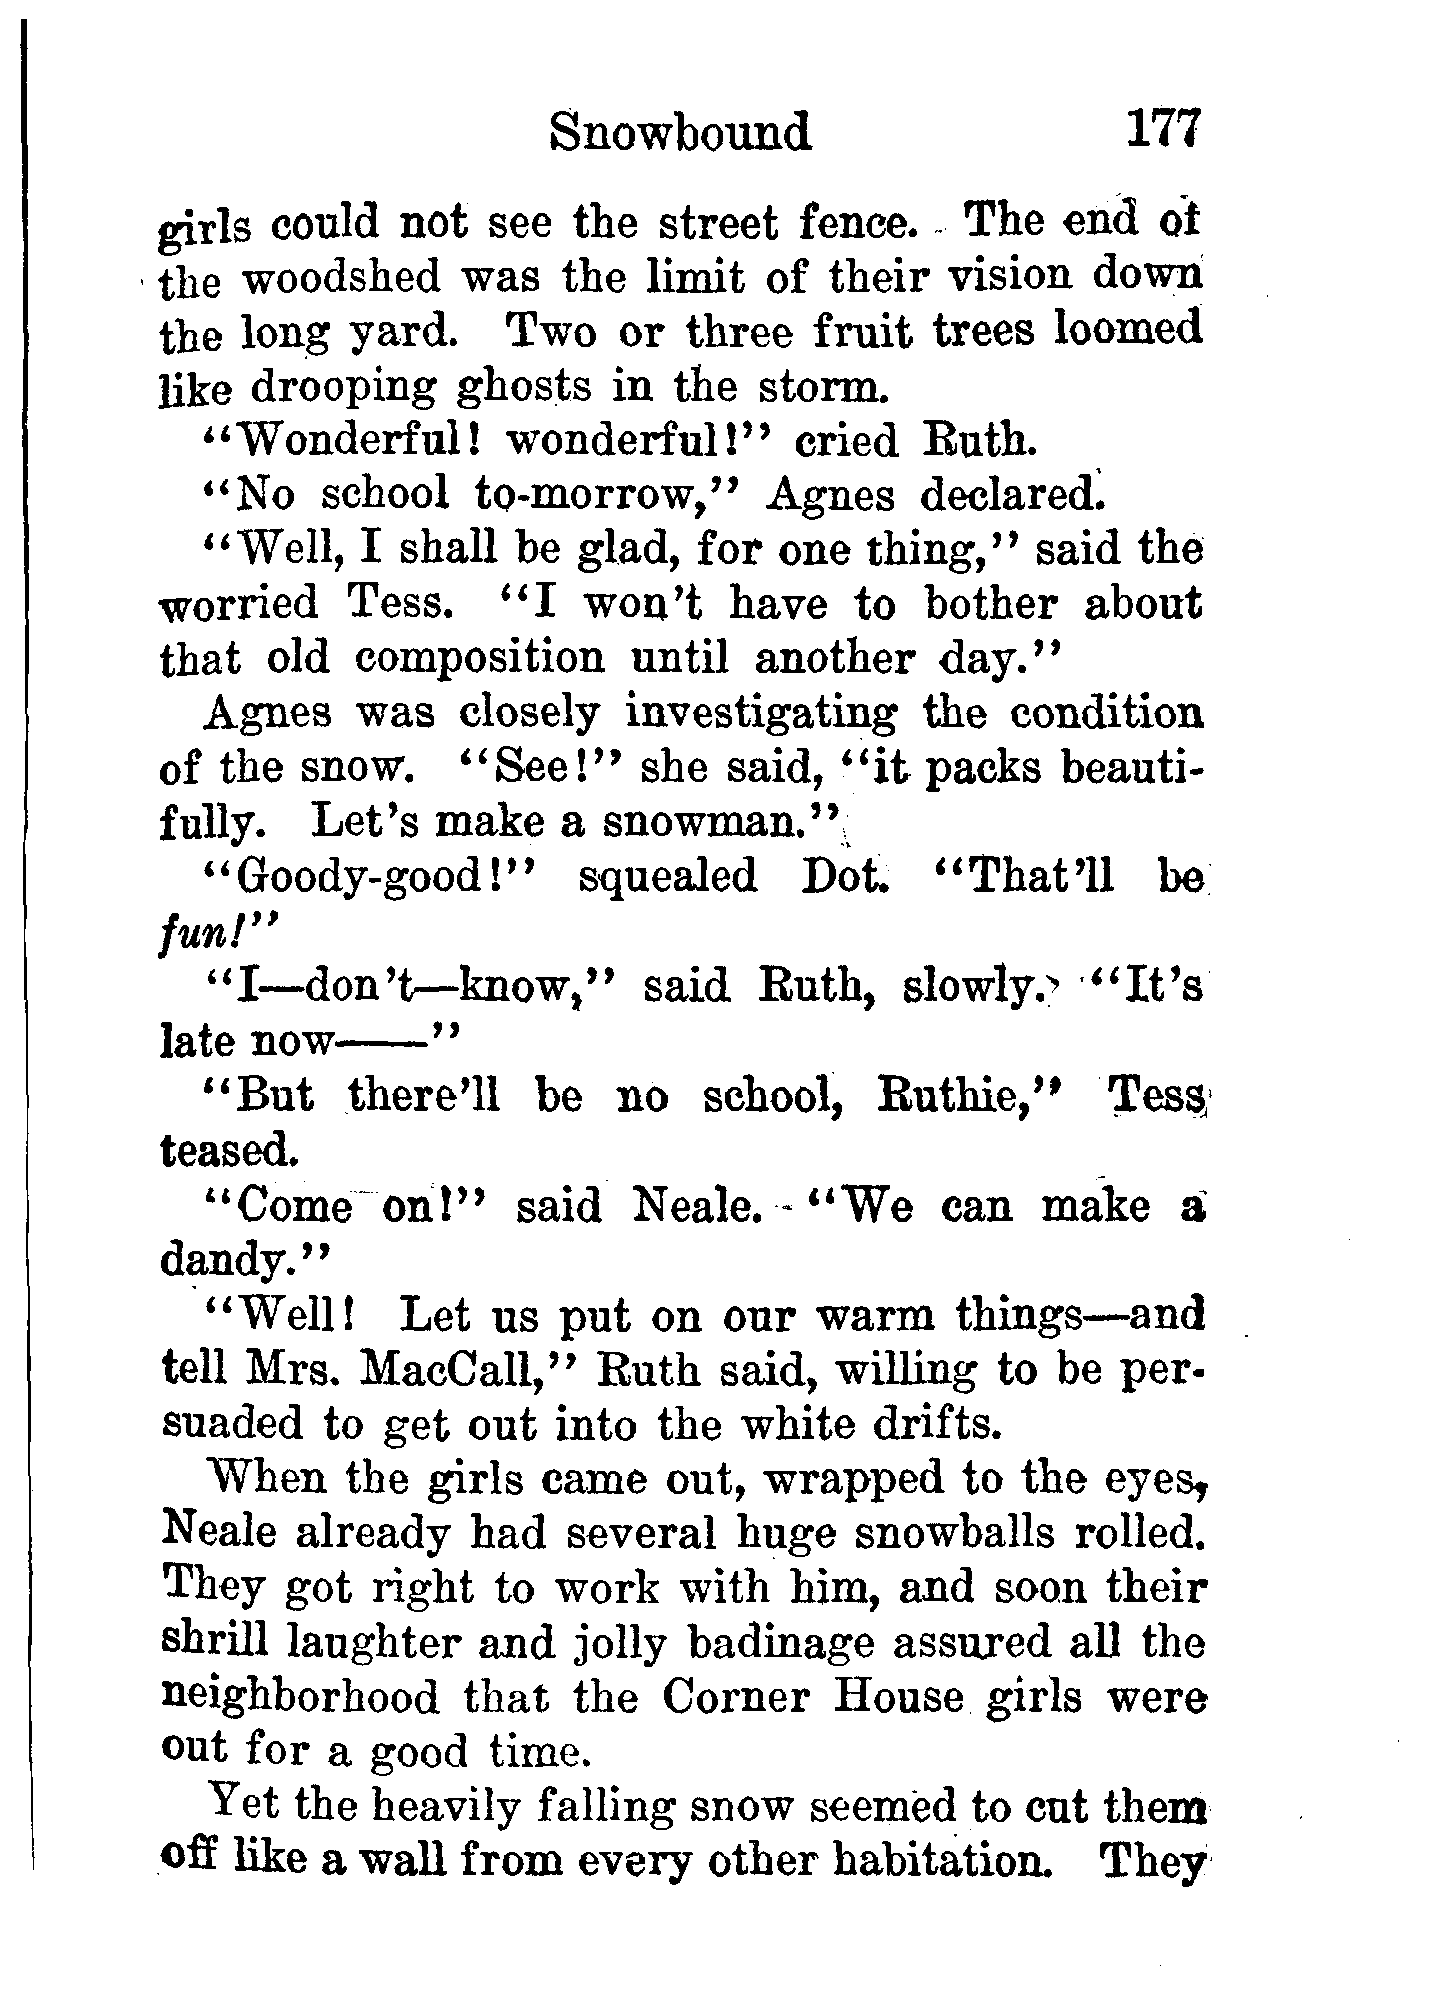 Snowbound 177
girls could not see the street fence. The end of
the woodshed was the limit of their vision down
the long yard. Two or three fruit trees loomed
like drooping ghosts in the storm.
"Wonderful! wonderful!" cried Ruth.
"No school to-morrow," Agnes declared.
"Well, I shall be glad, for one thing," said the
worried Tess. "I won't have to bother about
that old composition until another day."
Agnes was closely investigating the condition
of the snow. "See!" she said, "it packs beauti-
fully. Let's make a snowman."
"Goody-good!" squealed Dot. "That'll be
fun!"
"I—don't—know," said Ruth, slowly. "It's
late now——"
"But there'll be no school, Ruthie," Tess
teased.
"Come on!" said Neale. "We can make a
dandy."
"Well! Let us put on our warm things—and
tell Mrs. MacCall," Ruth said, willing to be per-
suaded to get out into the white drifts.
When the girls came out, wrapped to the eyes,
Neale already had several huge snowballs rolled.
They got right to work with him, and soon their
shrill laughter and jolly badinage assured all the
neighborhood that the Corner House girls were
out for a good time.
Yet the heavily falling snow seemed to cut them
off like a wall from every other habitation. They